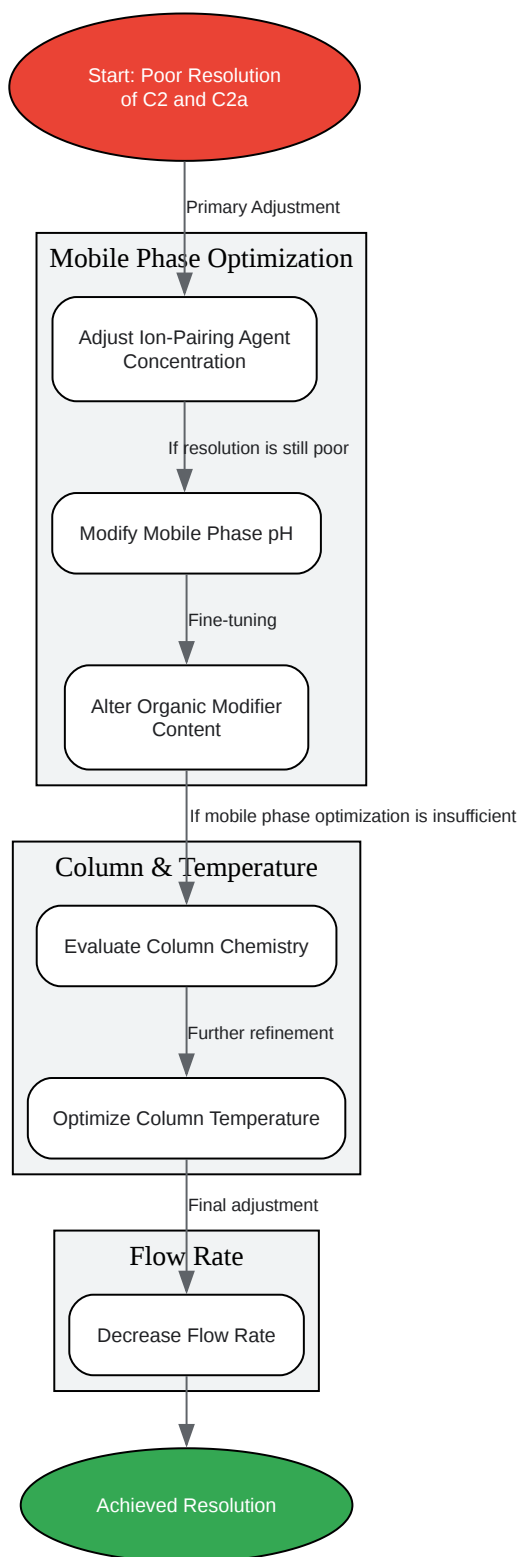 Start: Poor Resolution
of C2 and C2a
Primary Adjustment
Mobile Phase Optimization
Adjust Ion-Pairing Agent
Concentration
If resolution is still poor
Modify Mobile Phase pH
Fine-tuning
Alter Organic Modifier
Content
If mobile phase optimization is insufficient
Column & Temperature
Evaluate Column Chemistry
Further refinement
Optimize Column Temperature
Final adjustment
Flow Rate
Decrease Flow Rate
Achieved Resolution